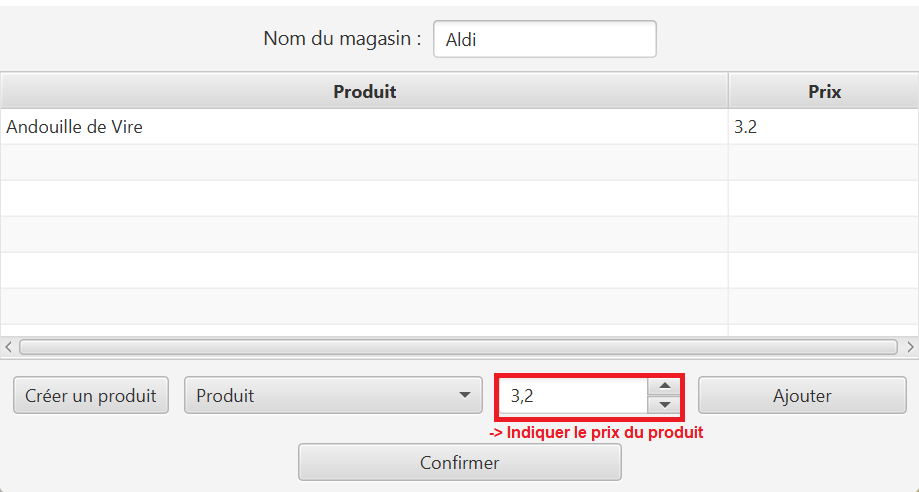 Nom du magasin : Aldi
Produit Prix
Andouille de Vire 3.2
Créer un produit Produit 3,2 Ajouter
-> Indiquer le prix du produit
Confirmer